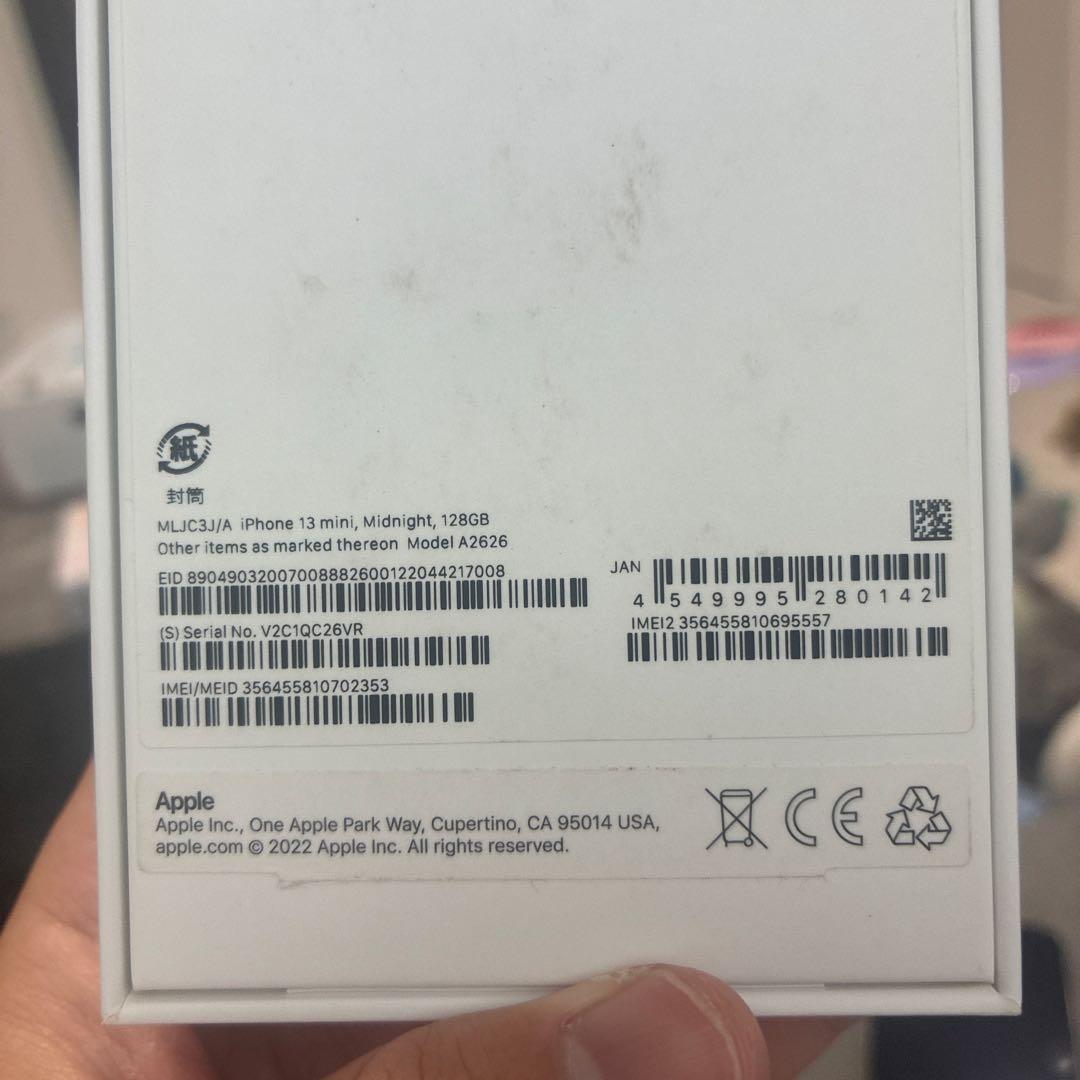 紙
封筒
MLJC3J/A iPhone 13 mini, Midnight, 128GB
Other items as marked thereon Model A2626
EID 89049032007008882600122044217008
(S) Serial No. V2C1QC26VR
IMEI/MEID 356455810702353
JAN
4 549995 280142
IMEI2 356455810695557
Apple
Apple Inc., One Apple Park Way, Cupertino, CA 95014 USA,
apple.com © 2022 Apple Inc. All rights reserved.
CE